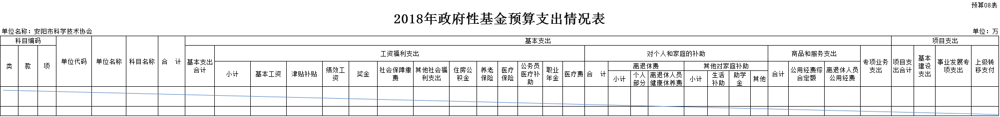 预算08表
2018年政府性基金预算支出情况表
单位名称：安阳市科学技术协会 单位：万
科目编码 单位代码 单位名称 科目名称 合 计 基本支出 项目支出
类 款 项 基本支出合计 工资福利支出 对个人和家庭的补助 商品和服务支出 专项业务支出 项目支出合计 基本建设支出 事业发展专项支出 上级转移支付
小计 基本工资 津贴补贴 绩效工资 奖金 社会保障缴费 其他社会福利支出 住房公积金 养老保险 医疗保险 公务员医疗补助 职业年金 医疗费 合 计 离退休费 其他对家庭补助 合计 公用经费综合定额 离退休人员公用经费
小计 个人部分 离退休人员健康休养费 小计 生活补助 助学金 其他